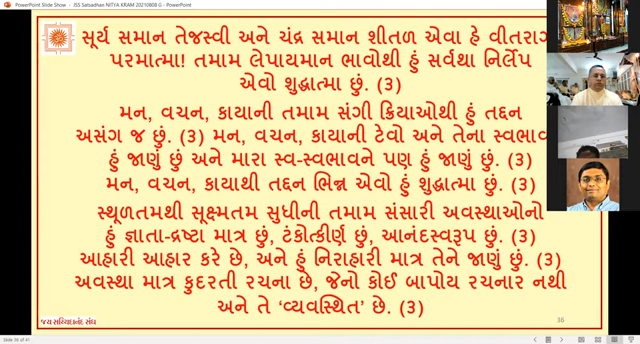 PowerPoint Slide Show - JSS Salsadhan NITYA KRAM 20210808 G - PowerPoint
સૂર્ય સમાન તેજસ્વી અને ચંદ્ર સમાન શીતળ એવા હે વીતરાગ
પરમાત્મા! તમામ લેપાયમાન ભાવોથી હું સર્વથા નિર્લેપ
એવો શુદ્ધાત્મા છું. (3)
મન, વચન, કાયાની તમામ સંગી ક્રિયાઓથી હું તદ્દન
અસંગ જ છું. (3) મન, વચન, કાયાની ટેવો અને તેના સ્વભાવ
હું જાણું છું અને મારા સ્વ-સ્વભાવને પણ હું જાણું છું. (3)
મન, વચન, કાયાથી તદ્દન ભિન્ન એવો હું શુદ્ધાત્મા છું. (3)
સ્થૂળતમથી સૂક્ષ્મતમ સુધીની તમામ સંસારી અવસ્થાઓનો
હું જ્ઞાતા-દ્રષ્ટા માત્ર છું, ટંકોત્કીર્ણ છું, આનંદસ્વરૂપ છું. (3)
આહારી આહાર કરે છે, અને હું નિરાહારી માત્ર તેને જાણું છું. (3)
અવસ્થા માત્ર કુદરતી રચના છે, જેનો કોઈ બાપોય રચનાર નથી
અને તે ‘વ્યવસ્થિત’ છે. (3)
36
જય સચ્ચિદાનંદ સંઘ
Slide 36 of 41